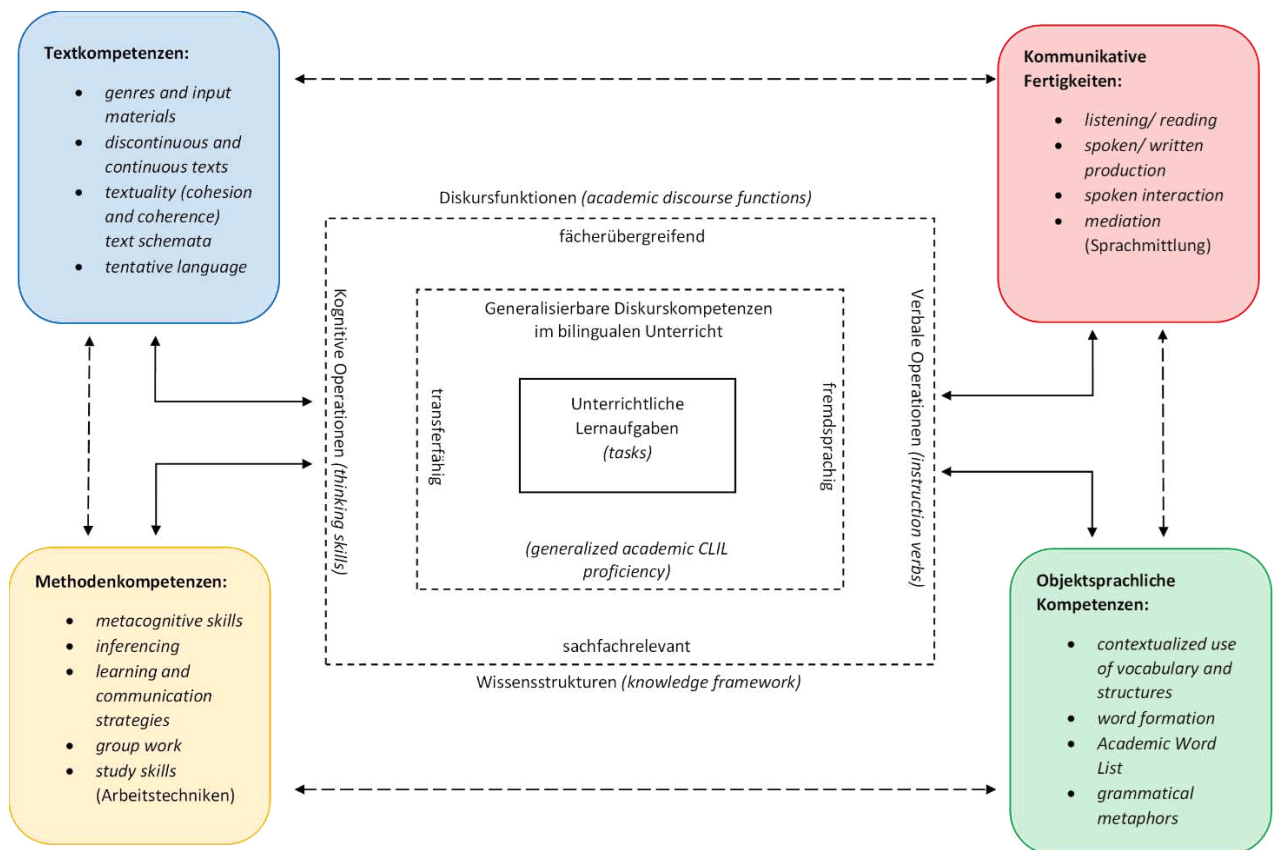 Textkompetenzen:
• genres and input
materials
• discontinuous and
continuous texts
• textuality (cohesion
and coherence)
text schemata
• tentative language
Kommunikative
Fertigkeiten:
• listening/ reading
• spoken/ written
production
• spoken interaction
• mediation
(Sprachmittlung)
Diskursfunktionen (academic discourse functions)
fächerübergreifend
Kognitive Operationen (thinking skills)
Generalisierbare Diskurskompetenzen
im bilingualen Unterricht
transferfähig
Unterrichtliche
Lernaufgaben
(tasks)
fremdsprachig
Verbale Operationen (instruction verbs)
(generalized academic CLIL
proficiency)
sachfachrelevant
Wissensstrukturen (knowledge framework)
Methodenkompetenzen:
• metacognitive skills
• inferencing
• learning and
communication
strategies
• group work
• study skills
(Arbeitstechniken)
Objektsprachliche
Kompetenzen:
• contextualized use
of vocabulary and
structures
• word formation
• Academic Word
List
• grammatical
metaphors